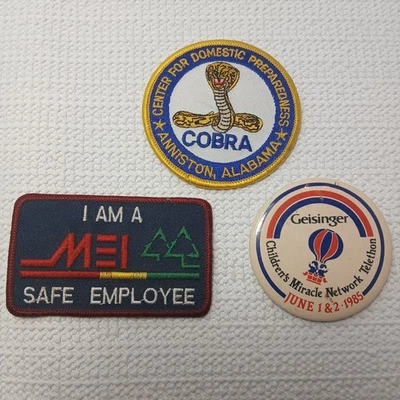 CENTER FOR DOMESTIC PREPAREDNESS
COBRA
★ ANNISTON, ALABAMA ★
I AM A
MEI
SAFE EMPLOYEE
Geisinger
Children's Miracle Network Telethon
JUNE 1 & 2 · 1985